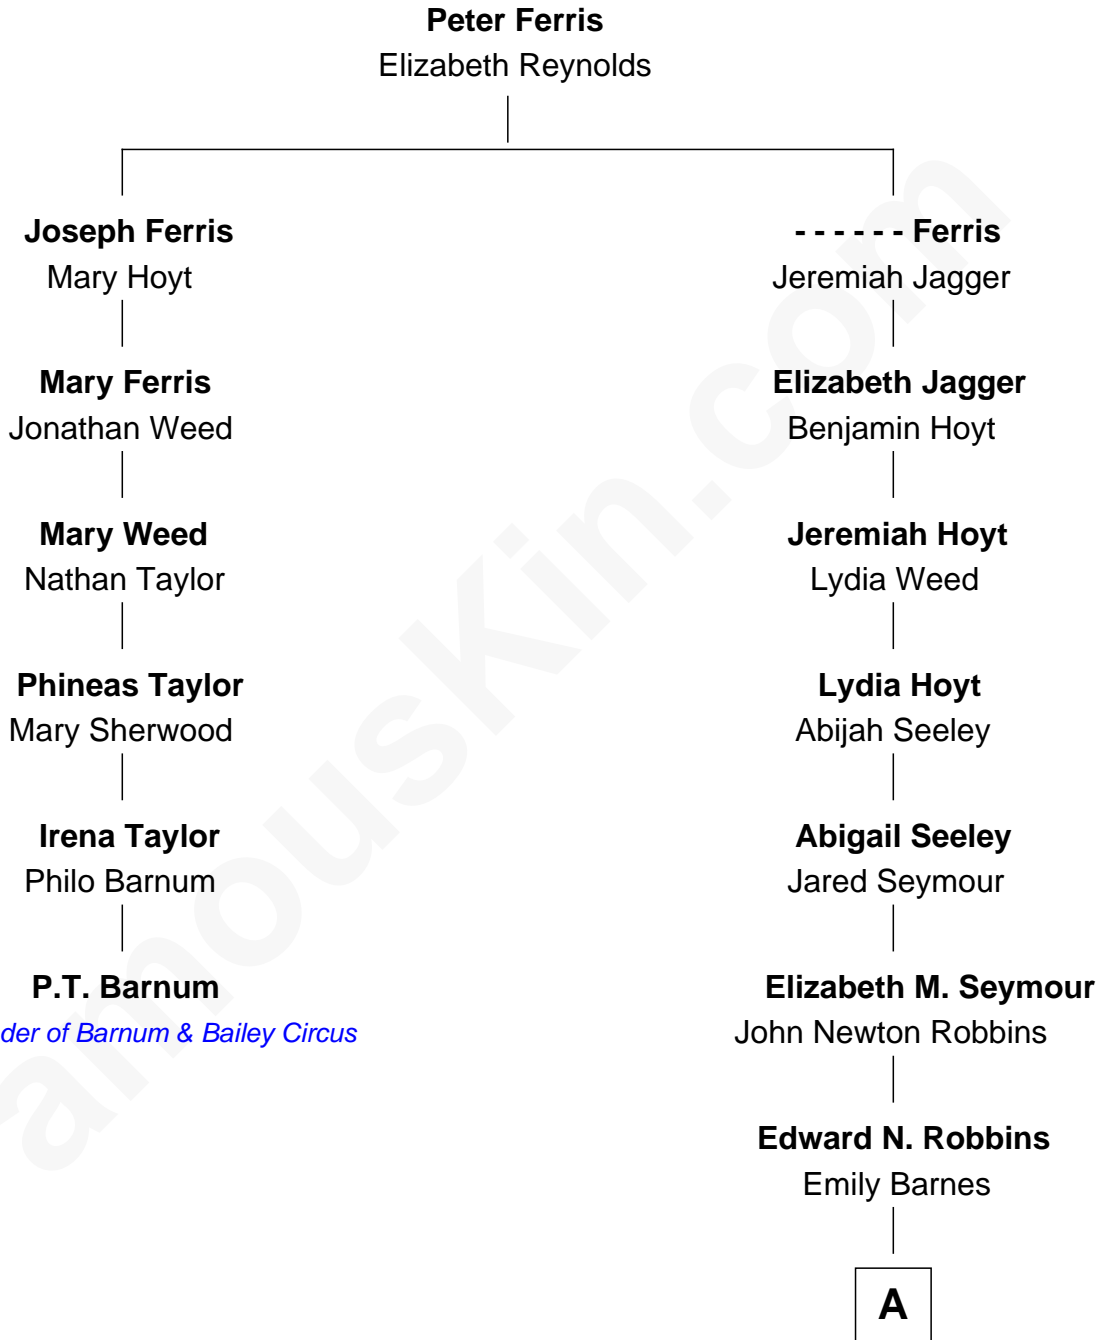 Peter Ferris
Elizabeth Reynolds
Joseph Ferris
Mary Hoyt
- - - - - - Ferris
Jeremiah Jagger
Mary Ferris
Jonathan Weed
Elizabeth Jagger
Benjamin Hoyt
Mary Weed
Nathan Taylor
Jeremiah Hoyt
Lydia Weed
Phineas Taylor
Mary Sherwood
Lydia Hoyt
Abijah Seeley
Irena Taylor
Philo Barnum
Abigail Seeley
Jared Seymour
P.T. Barnum
der of Barnum & Bailey Circus
Elizabeth M. Seymour
John Newton Robbins
Edward N. Robbins
Emily Barnes
A
amousKin.com